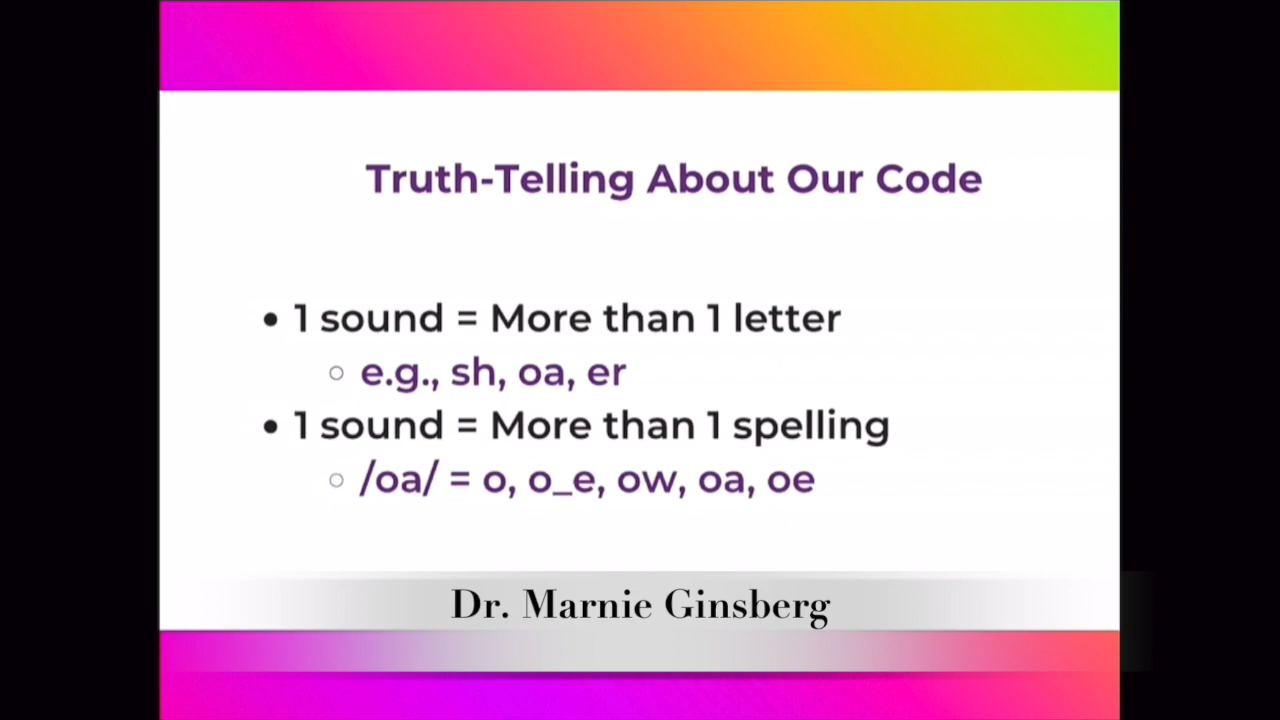 Truth-Telling About Our Code
• 1 sound = More than 1 letter
○ e.g., sh, oa, er
• 1 sound = More than 1 spelling
○ /oa/ = o, o_e, ow, oa, oe
Dr. Marnie Ginsberg